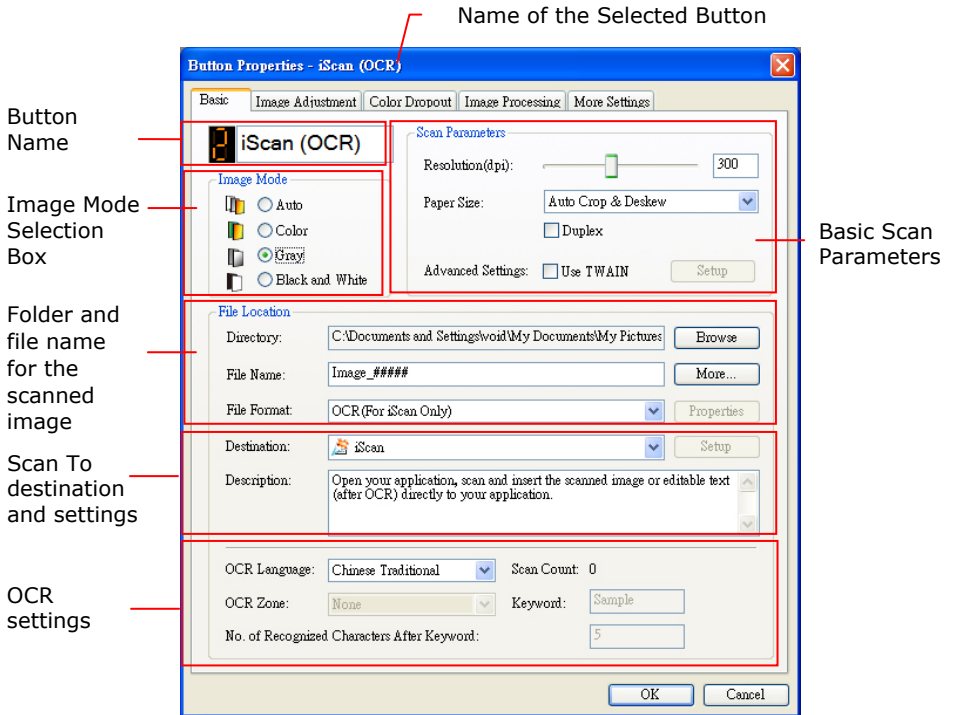 Name of the Selected Button
Button Properties - iScan (OCR)
Basic Image Adjustment Color Dropout Image Processing More Settings
Button
Name
2 iScan (OCR)
Scan Parameters
Resolution(dpi): 300
Paper Size: Auto Crop & Deskew
Duplex
Advanced Settings: Use TWAIN Setup
Basic Scan
Parameters
Image Mode
Selection
Box
Image Mode
Auto
Color
Gray
Black and White
Folder and
file name
for the
scanned
image
File Location
Directory: C:\Documents and Settings\void\My Documents\My Pictures Browse
File Name: Image_##### More...
File Format: OCR(For iScan Only) Properties
Scan To
destination
and settings
Destination: iScan Setup
Description: Open your application, scan and insert the scanned image or editable text
(after OCR) directly to your application.
OCR
settings
OCR Language: Chinese Traditional Scan Count: 0
OCR Zone: None Keyword: Sample
No. of Recognized Characters After Keyword: 5
OK Cancel